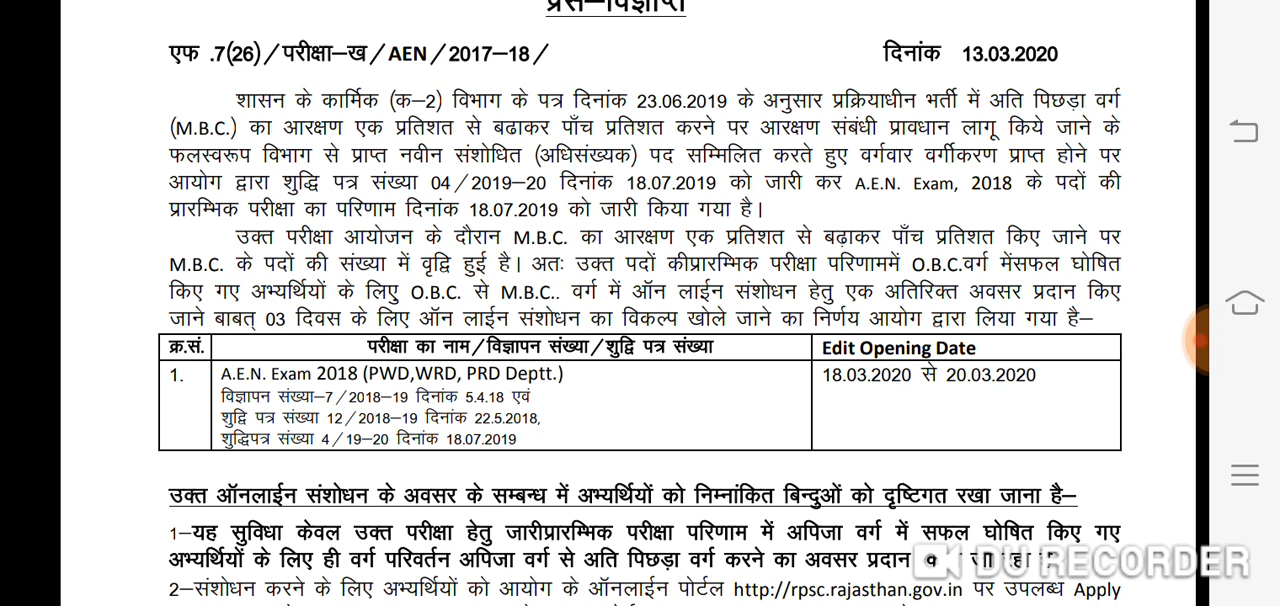 प्रेस–विज्ञप्ति
एफ .7(26)/परीक्षा–ख/AEN/2017–18/ दिनांक 13.03.2020
शासन के कार्मिक (क–2) विभाग के पत्र दिनांक 23.06.2019 के अनुसार प्रक्रियाधीन भर्ती में अति पिछड़ा वर्ग
(M.B.C.) का आरक्षण एक प्रतिशत से बढाकर पाँच प्रतिशत करने पर आरक्षण संबंधी प्रावधान लागू किये जाने के
फलस्वरूप विभाग से प्राप्त नवीन संशोधित (अधिसंख्यक) पद सम्मिलित करते हुए वर्गवार वर्गीकरण प्राप्त होने पर
आयोग द्वारा शुद्धि पत्र संख्या 04/2019–20 दिनांक 18.07.2019 को जारी कर A.E.N. Exam, 2018 के पदों की
प्रारम्भिक परीक्षा का परिणाम दिनांक 18.07.2019 को जारी किया गया है।
उक्त परीक्षा आयोजन के दौरान M.B.C. का आरक्षण एक प्रतिशत से बढ़ाकर पाँच प्रतिशत किए जाने पर
M.B.C. के पदों की संख्या में वृद्वि हुई है। अतः उक्त पदों कीप्रारम्भिक परीक्षा परिणाममें O.B.C.वर्ग मेंसफल घोषित
किए गए अभ्यर्थियों के लिए O.B.C. से M.B.C.. वर्ग में ऑन लाईन संशोधन हेतु एक अतिरिक्त अवसर प्रदान किए
जाने बाबत् 03 दिवस के लिए ऑन लाईन संशोधन का विकल्प खोले जाने का निर्णय आयोग द्वारा लिया गया है–
क्र.सं. परीक्षा का नाम/विज्ञापन संख्या/शुद्वि पत्र संख्या Edit Opening Date
1. A.E.N. Exam 2018 (PWD,WRD, PRD Deptt.) 18.03.2020 से 20.03.2020
विज्ञापन संख्या–7/2018–19 दिनांक 5.4.18 एवं
शुद्वि पत्र संख्या 12/2018–19 दिनांक 22.5.2018,
शुद्धिपत्र संख्या 4/19–20 दिनांक 18.07.2019
उक्त ऑनलाईन संशोधन के अवसर के सम्बन्ध में अभ्यर्थियों को निम्नांकित बिन्दुओं को दृष्टिगत रखा जाना है–
1–यह सुविधा केवल उक्त परीक्षा हेतु जारीप्रारम्भिक परीक्षा परिणाम में अपिजा वर्ग में सफल घोषित किए गए
अभ्यर्थियों के लिए ही वर्ग परिवर्तन अपिजा वर्ग से अति पिछड़ा वर्ग करने का अवसर प्रदान
DU RECORDER
2–संशोधन करने के लिए अभ्यर्थियों को आयोग के ऑनलाईन पोर्टल http://rpsc.rajasthan.gov.in पर उपलब्ध Apply